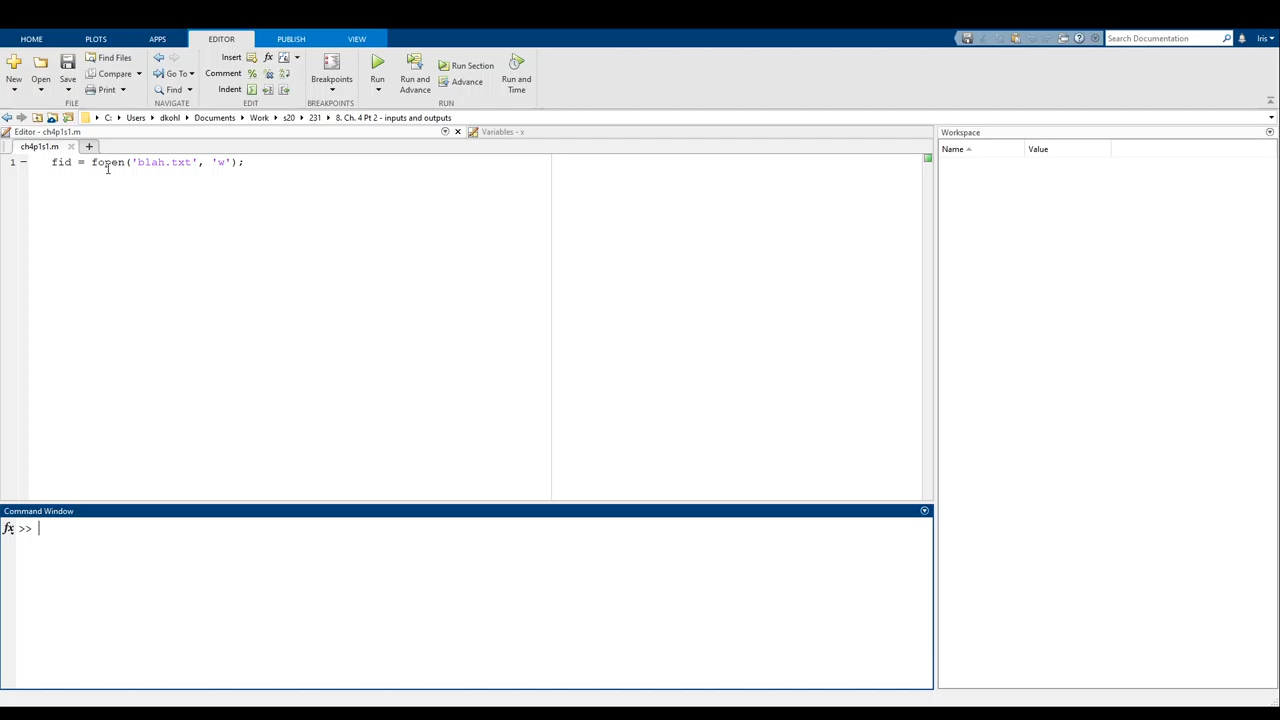 HOME PLOTS APPS EDITOR PUBLISH VIEW Search Documentation Iris
New Open Save Find Files Compare Print Go To Find Insert fx Comment Indent Breakpoints Run Run and Advance Run Section Advance Run and Time
FILE NAVIGATE EDIT BREAKPOINTS RUN
C: Users dkohl Documents Work s20 231 8. Ch. 4 Pt 2 - inputs and outputs
Editor - ch4p1s1.m Variables - x Workspace
ch4p1s1.m + Name Value
1 fid = fopen('blah.txt', 'w');
Command Window
fx >>